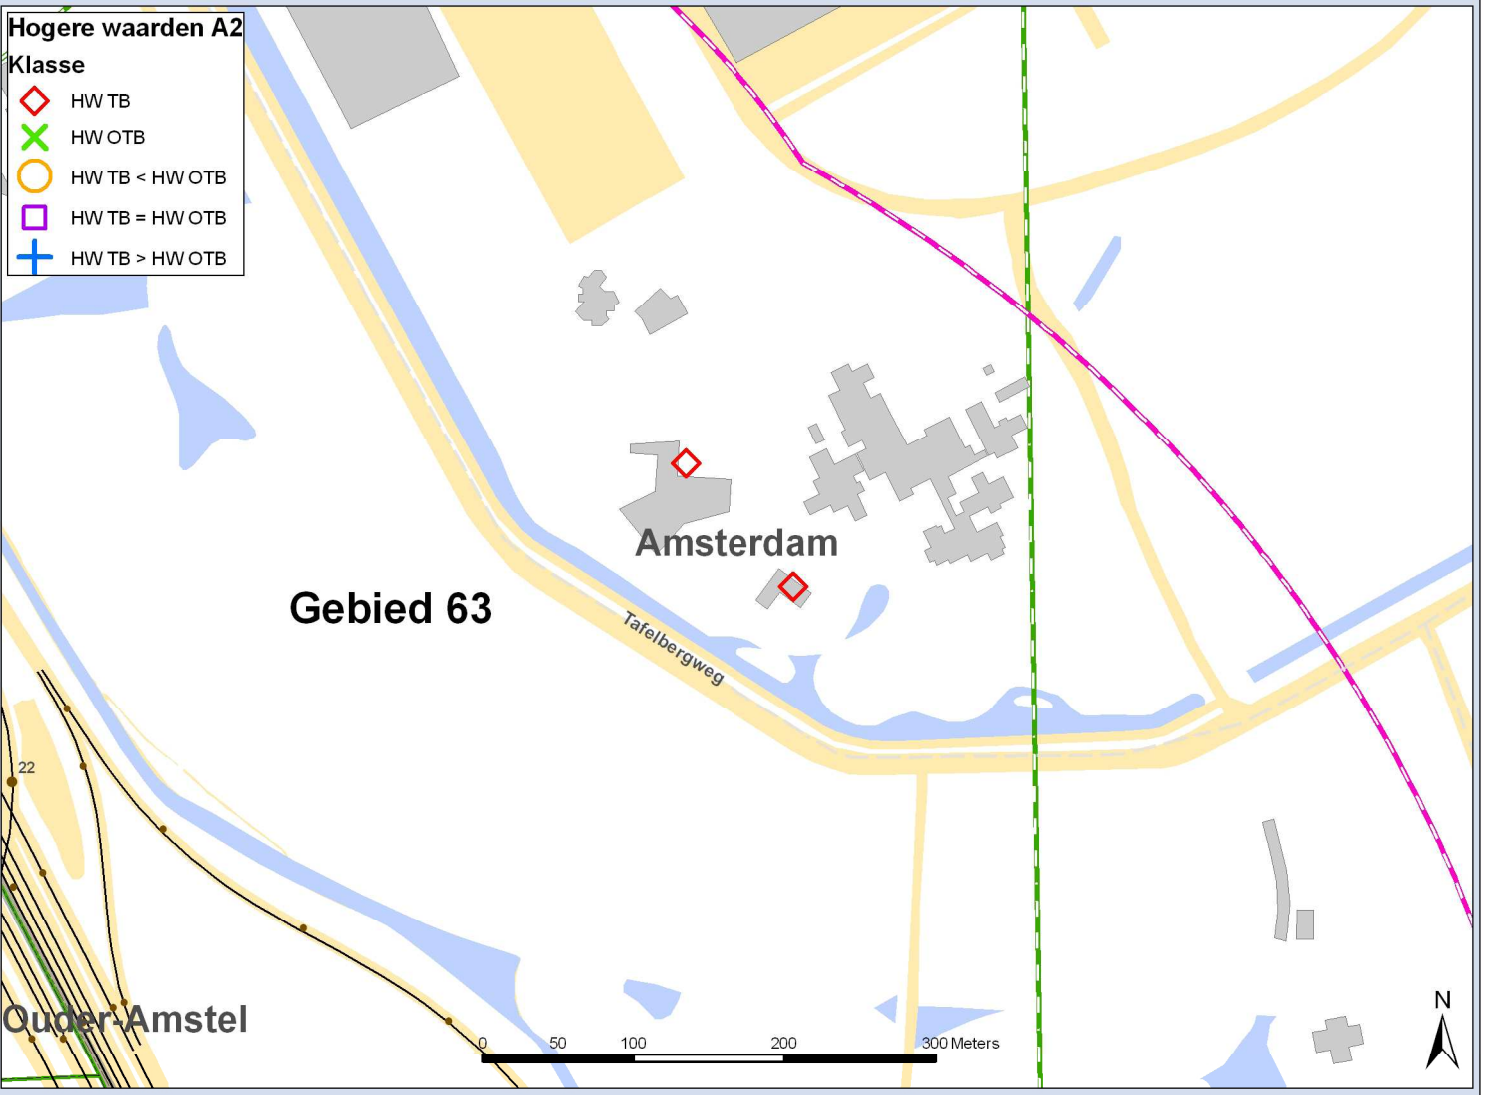 Hogere waarden A2
Klasse
HW TB
HW OTB
HW TB < HW OTB
HW TB = HW OTB
HW TB > HW OTB
Amsterdam
Gebied 63
Tafelbergweg
22
Ouder-Amstel
0 50 100 200 300 Meters
N